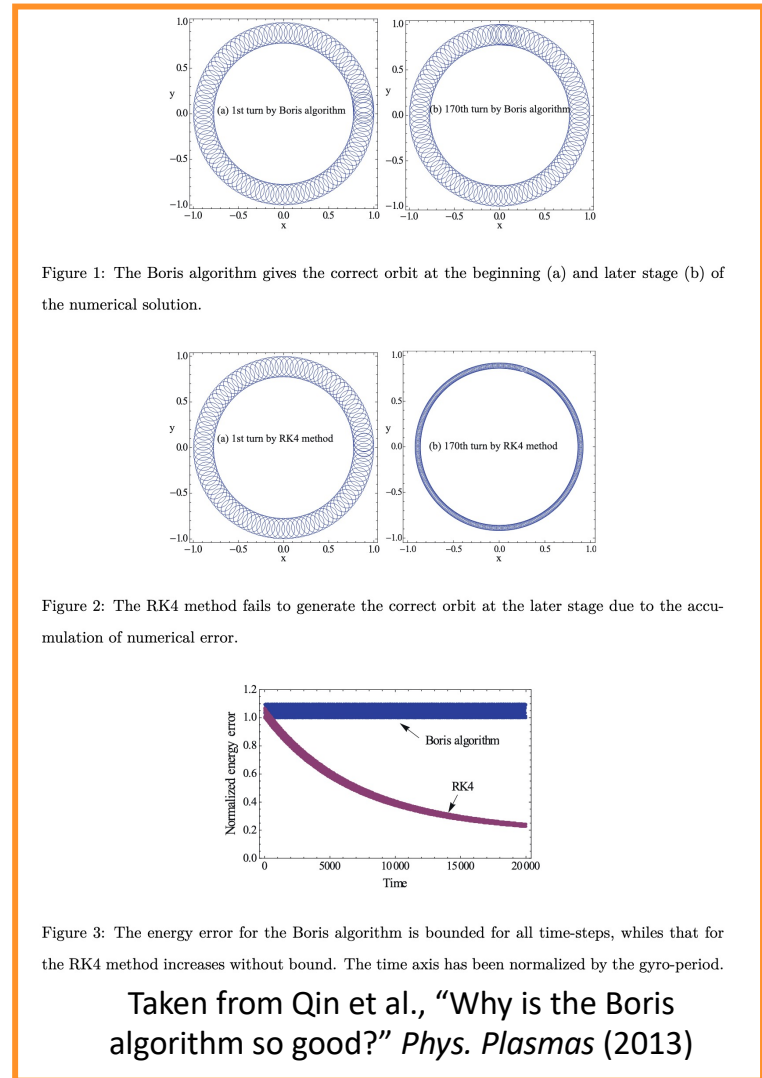 1.0
0.5
y
0.0
−0.5
−1.0
(a) 1st turn by Boris algorithm
−1.0 −0.5 0.0 0.5 1.0
x
1.0
0.5
y
0.0
−0.5
−1.0
(b) 170th turn by Boris algorithm
−1.0 −0.5 0.0 0.5 1.0
x
Figure 1: The Boris algorithm gives the correct orbit at the beginning (a) and later stage (b) of
the numerical solution.
1.0
0.5
y
0.0
−0.5
−1.0
(a) 1st turn by RK4 method
−1.0 −0.5 0.0 0.5 1.0
x
1.0
0.5
y
0.0
−0.5
−1.0
(b) 170th turn by RK4 method
−1.0 −0.5 0.0 0.5 1.0
x
Figure 2: The RK4 method fails to generate the correct orbit at the later stage due to the accu-
mulation of numerical error.
Normalized energy error
1.2
1.0
0.8
0.6
0.4
0.2
0.0
Boris algorithm
RK4
0 5000 10000 15000 20000
Time
Figure 3: The energy error for the Boris algorithm is bounded for all time-steps, whiles that for
the RK4 method increases without bound. The time axis has been normalized by the gyro-period.
Taken from Qin et al., “Why is the Boris
algorithm so good?” Phys. Plasmas (2013)